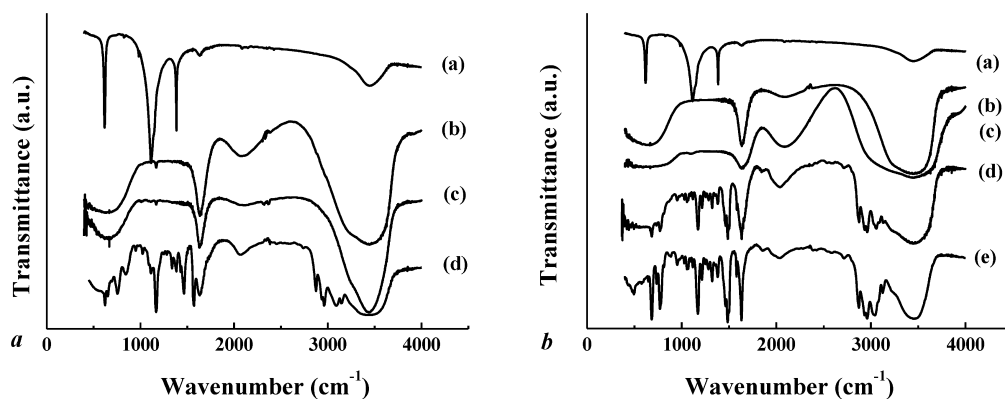 Transmittance (a.u.)
(a)
(b)
(c)
(d)
0 1000 2000 3000 4000
Wavenumber (cm-1)
a
Transmittance (a.u.)
(a)
(b)
(c)
(d)
(e)
0 1000 2000 3000 4000
Wavenumber (cm-1)
b